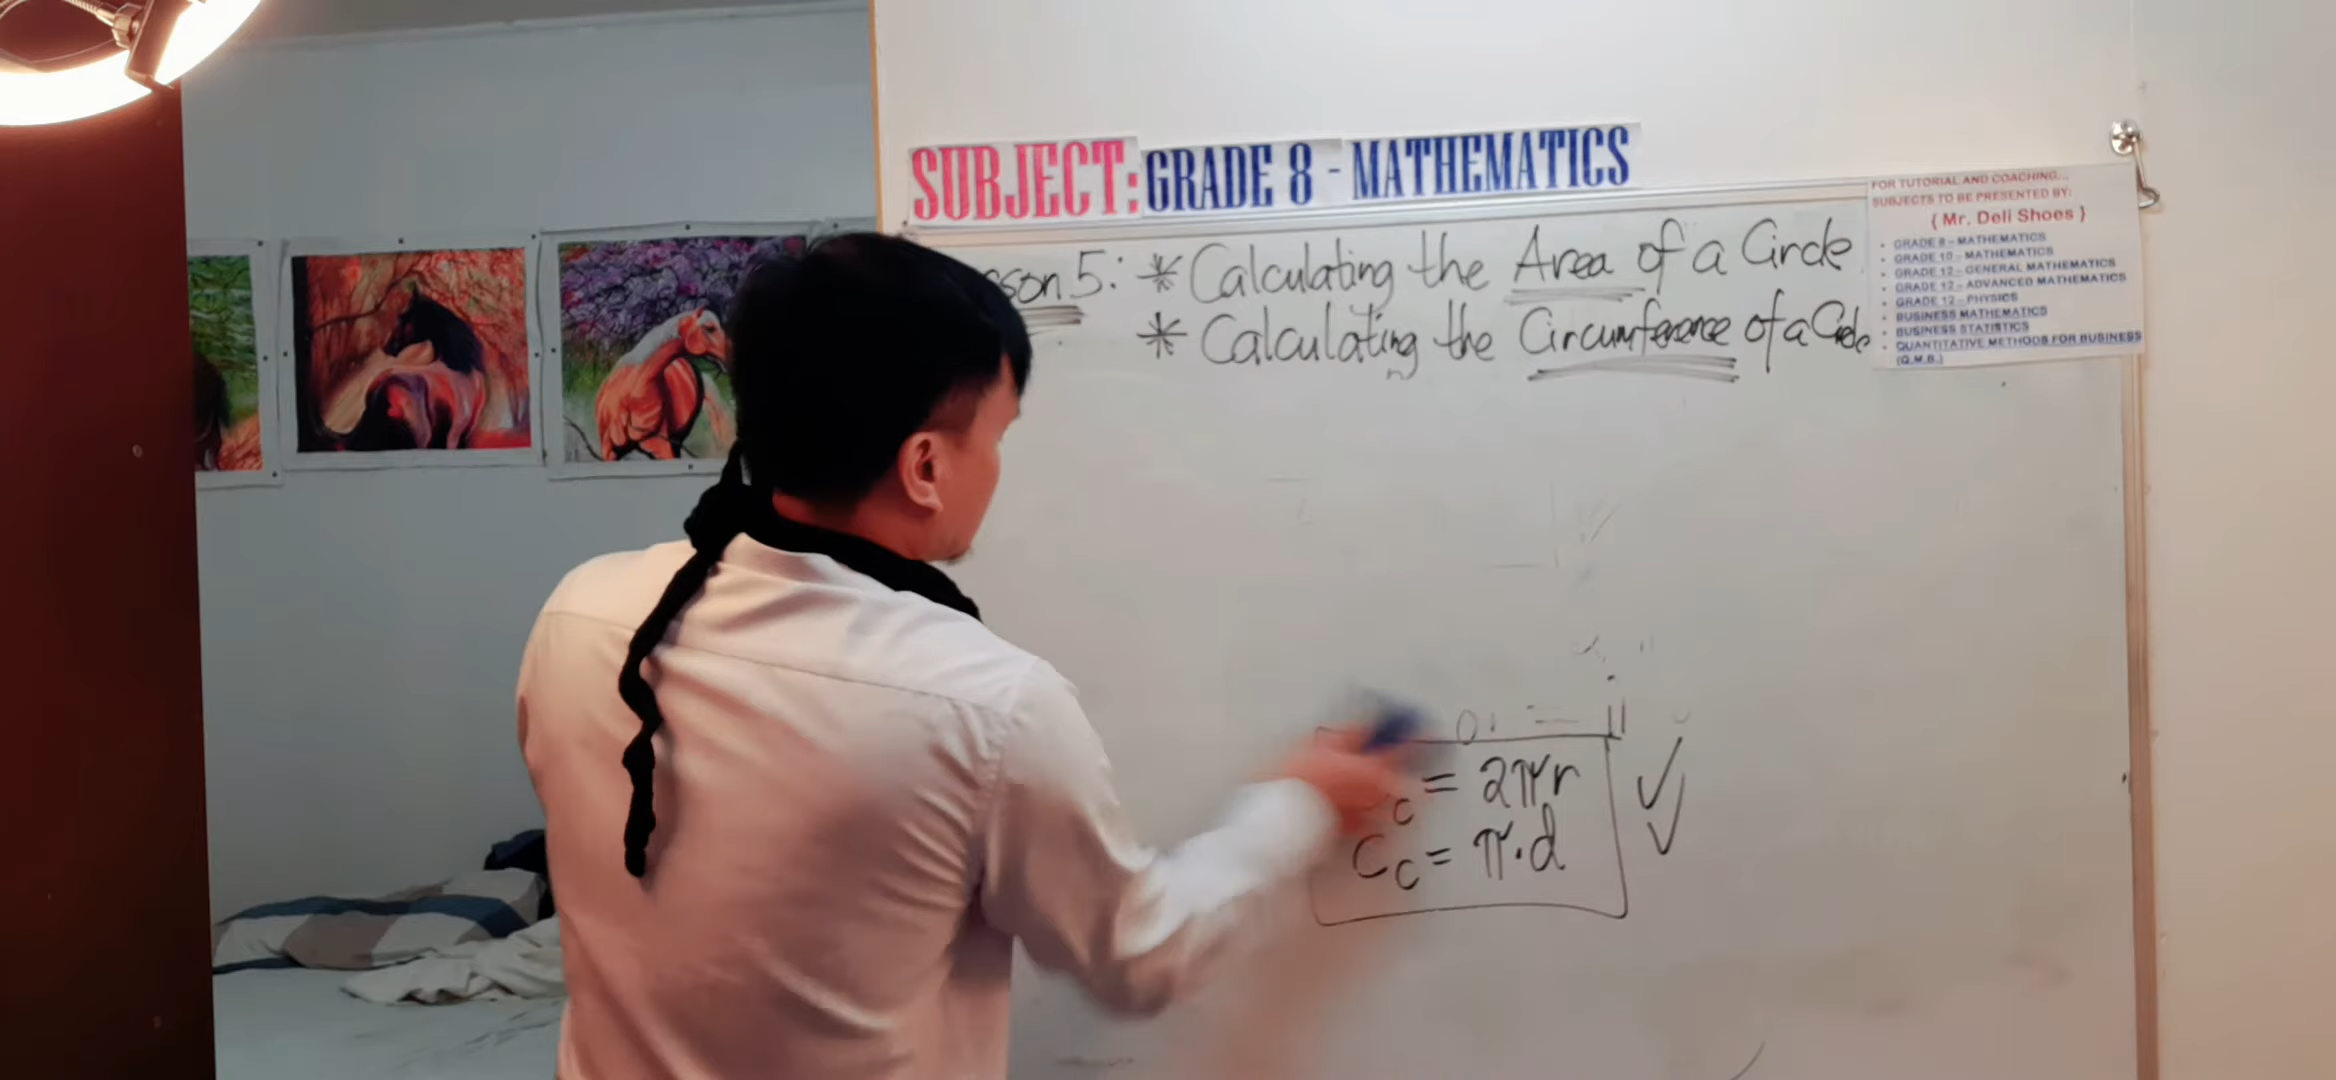 SUBJECT: GRADE 8 - MATHEMATICS
son 5: * Calculating the Area of a Circle
* Calculating the Circumference of a Circle
FOR TUTORIAL AND COACHING...
SUBJECTS TO BE PRESENTED BY:
{ Mr. Deli Shoes }
• GRADE 8 - MATHEMATICS
• GRADE 10 - MATHEMATICS
• GRADE 12 - GENERAL MATHEMATICS
• GRADE 12 - ADVANCED MATHEMATICS
• GRADE 12 - PHYSICS
• BUSINESS MATHEMATICS
• BUSINESS STATISTICS
• QUANTITATIVE METHODS FOR BUSINESS
(Q.M.B.)
c = 2πr ✓
Cc = π·d ✓